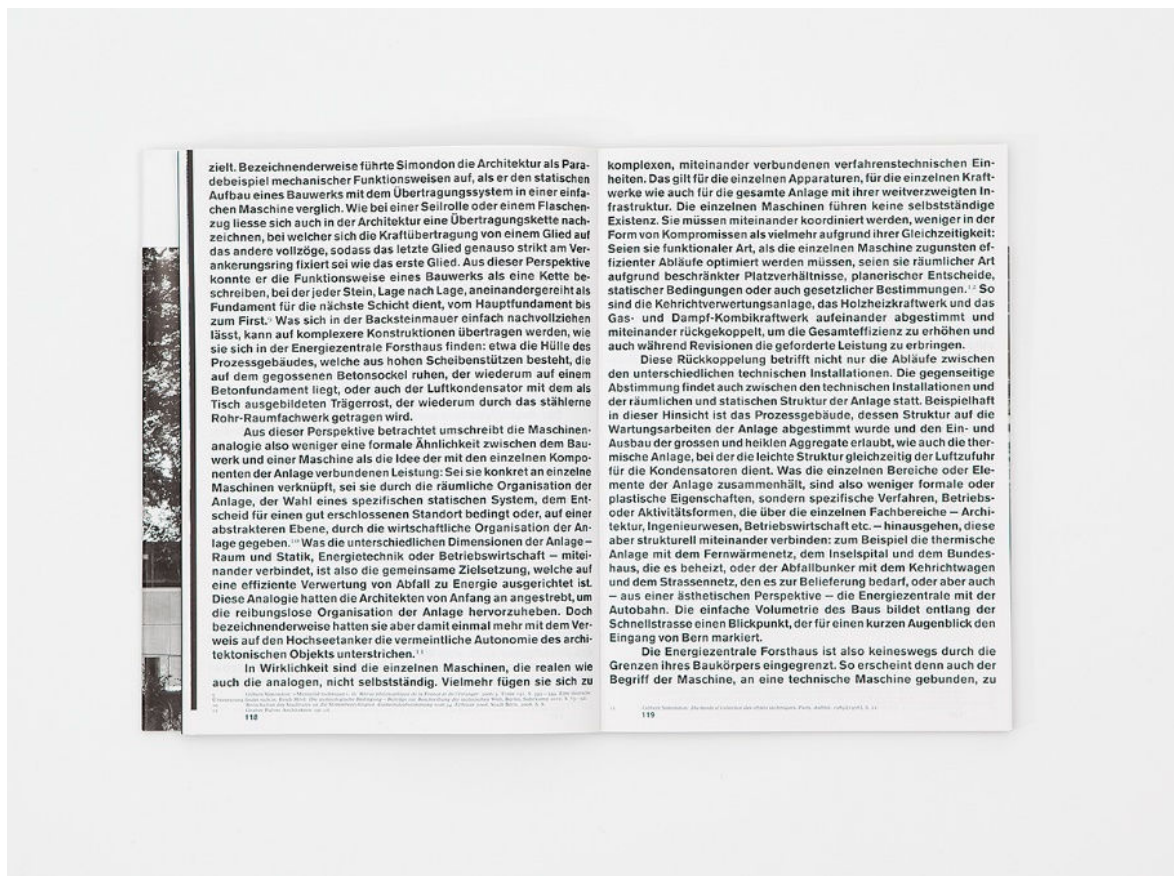 zielt. Bezeichnenderweise führte Simondon die Architektur als Para-
debeispiel mechanischer Funktionsweisen auf, als er den statischen
Aufbau eines Bauwerks mit dem Übertragungssystem in einer einfa-
chen Maschine verglich. Wie bei einer Seilrolle oder einem Flaschen-
zug liesse sich auch in der Architektur eine Übertragungskette nach-
zeichnen, bei welcher sich die Kraftübertragung von einem Glied auf
das andere vollzöge, sodass das letzte Glied genauso strikt am Ver-
ankerungsring fixiert sei wie das erste Glied. Aus dieser Perspektive
konnte er die Funktionsweise eines Bauwerks als eine Kette be-
schreiben, bei der jeder Stein, Lage nach Lage, aneinandergereiht als
Fundament für die nächste Schicht dient, vom Hauptfundament bis
zum First.⁹ Was sich in der Backsteinmauer einfach nachvollziehen
lässt, kann auf komplexere Konstruktionen übertragen werden, wie
sie sich in der Energiezentrale Forsthaus finden: etwa die Hülle des
Prozessgebäudes, welche aus hohen Scheibenstützen besteht, die
auf dem gegossenen Betonsockel ruhen, der wiederum auf einem
Betonfundament liegt, oder auch der Luftkondensator mit dem als
Tisch ausgebildeten Trägerrost, der wiederum durch das stählerne
Rohr-Raumfachwerk getragen wird.
Aus dieser Perspektive betrachtet umschreibt die Maschinen-
analogie also weniger eine formale Ähnlichkeit zwischen dem Bau-
werk und einer Maschine als die Idee der mit den einzelnen Kompo-
nenten der Anlage verbundenen Leistung: Sei sie konkret an einzelne
Maschinen verknüpft, sei sie durch die räumliche Organisation der
Anlage, der Wahl eines spezifischen statischen System, dem Ent-
scheid für einen gut erschlossenen Standort bedingt oder, auf einer
abstrakteren Ebene, durch die wirtschaftliche Organisation der An-
lage gegeben.¹⁰ Was die unterschiedlichen Dimensionen der Anlage –
Raum und Statik, Energietechnik oder Betriebswirtschaft – mitei-
nander verbindet, ist also die gemeinsame Zielsetzung, welche auf
eine effiziente Verwertung von Abfall zu Energie ausgerichtet ist.
Diese Analogie hatten die Architekten von Anfang an angestrebt, um
die reibungslose Organisation der Anlage hervorzuheben. Doch
bezeichnenderweise hatten sie aber damit einmal mehr mit dem Ver-
weis auf den Hochseetanker die vermeintliche Autonomie des archi-
tektonischen Objekts unterstrichen.¹¹
In Wirklichkeit sind die einzelnen Maschinen, die realen wie
auch die analogen, nicht selbstständig. Vielmehr fügen sie sich zu
118
komplexen, miteinander verbundenen verfahrenstechnischen Ein-
heiten. Das gilt für die einzelnen Apparaturen, für die einzelnen Kraft-
werke wie auch für die gesamte Anlage mit ihrer weitverzweigten In-
frastruktur. Die einzelnen Maschinen führen keine selbstständige
Existenz. Sie müssen miteinander koordiniert werden, weniger in der
Form von Kompromissen als vielmehr aufgrund ihrer Gleichzeitigkeit:
Seien sie funktionaler Art, als die einzelnen Maschine zugunsten ef-
fizienter Abläufe optimiert werden müssen, seien sie räumlicher Art
aufgrund beschränkter Platzverhältnisse, planerischer Entscheide,
statischer Bedingungen oder auch gesetzlicher Bestimmungen.¹² So
sind die Kehrichtverwertungsanlage, das Holzheizkraftwerk und das
Gas- und Dampf-Kombikraftwerk aufeinander abgestimmt und
miteinander rückgekoppelt, um die Gesamteffizienz zu erhöhen und
auch während Revisionen die geforderte Leistung zu erbringen.
Diese Rückkoppelung betrifft nicht nur die Abläufe zwischen
den unterschiedlichen technischen Installationen. Die gegenseitige
Abstimmung findet auch zwischen den technischen Installationen und
der räumlichen und statischen Struktur der Anlage statt. Beispielhaft
in dieser Hinsicht ist das Prozessgebäude, dessen Struktur auf die
Wartungsarbeiten der Anlage abgestimmt wurde und den Ein- und
Ausbau der grossen und heiklen Aggregate erlaubt, wie auch die ther-
mische Anlage, bei der die leichte Struktur gleichzeitig der Luftzufuhr
für die Kondensatoren dient. Was die einzelnen Bereiche oder Ele-
mente der Anlage zusammenhält, sind also weniger formale oder
plastische Eigenschaften, sondern spezifische Verfahren, Betriebs-
oder Aktivitätsformen, die über die einzelnen Fachbereiche – Archi-
tektur, Ingenieurwesen, Betriebswirtschaft etc. – hinausgehen, diese
aber strukturell miteinander verbinden: zum Beispiel die thermische
Anlage mit dem Fernwärmenetz, dem Inselspital und dem Bundes-
haus, die es beheizt, oder der Abfallbunker mit dem Kehrichtwagen
und dem Strassennetz, den es zur Belieferung bedarf, oder aber auch
– aus einer ästhetischen Perspektive – die Energiezentrale mit der
Autobahn. Die einfache Volumetrie des Baus bildet entlang der
Schnellstrasse einen Blickpunkt, der für einen kurzen Augenblick den
Eingang von Bern markiert.
Die Energiezentrale Forsthaus ist also keineswegs durch die
Grenzen ihres Baukörpers eingegrenzt. So erscheint denn auch der
Begriff der Maschine, an eine technische Maschine gebunden, zu
119